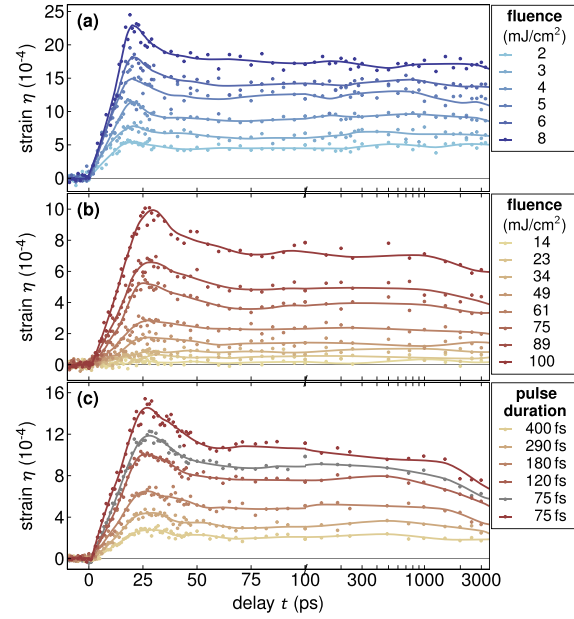 (a)
strain η (10⁻⁴)
25
20
15
10
5
0
fluence
(mJ/cm²)
2
3
4
5
6
8
(b)
strain η (10⁻⁴)
10
8
6
4
2
0
fluence
(mJ/cm²)
14
23
34
49
61
75
89
100
(c)
strain η (10⁻⁴)
16
12
8
4
0
pulse
duration
400 fs
290 fs
180 fs
120 fs
75 fs
75 fs
0 25 50 75 100 200 1000 3000
delay t (ps)